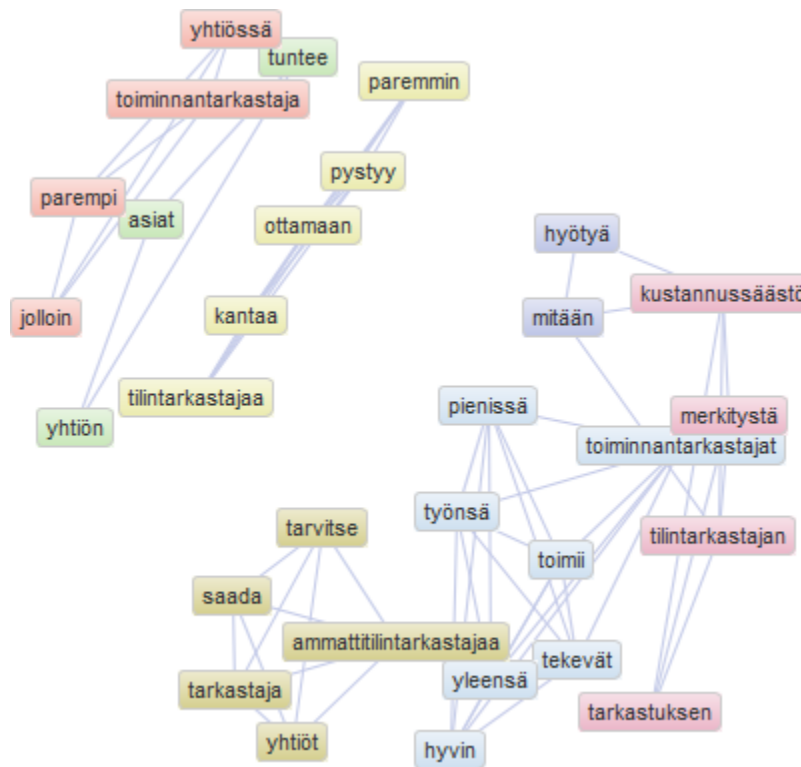 yhtiössä
tuntee
paremmin
toiminnantarkastaja
pystyy
parempi
asiat
ottamaan
hyötyä
kustannussäästö
jolloin
kantaa
mitään
tilintarkastajaa
pienissä
merkitystä
yhtiön
toiminnantarkastajat
työnsä
tarvitse
tilintarkastajan
toimii
saada
ammattitilintarkastajaa
tekevät
yleensä
tarkastaja
tarkastuksen
yhtiöt
hyvin